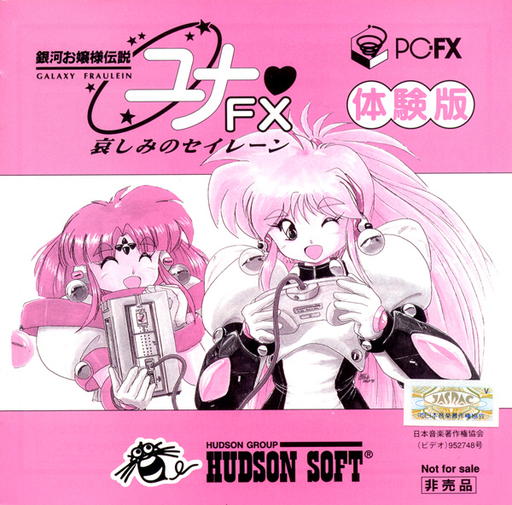 銀河お嬢様伝説
GALAXY FRAULEIN
ユナ
FX
哀しみのセイレーン
PC-FX
体験版
V
JASRAC
日本音楽著作権協会
(ビデオ)952748号
HUDSON GROUP
HUDSON SOFT®
Not for sale
非売品